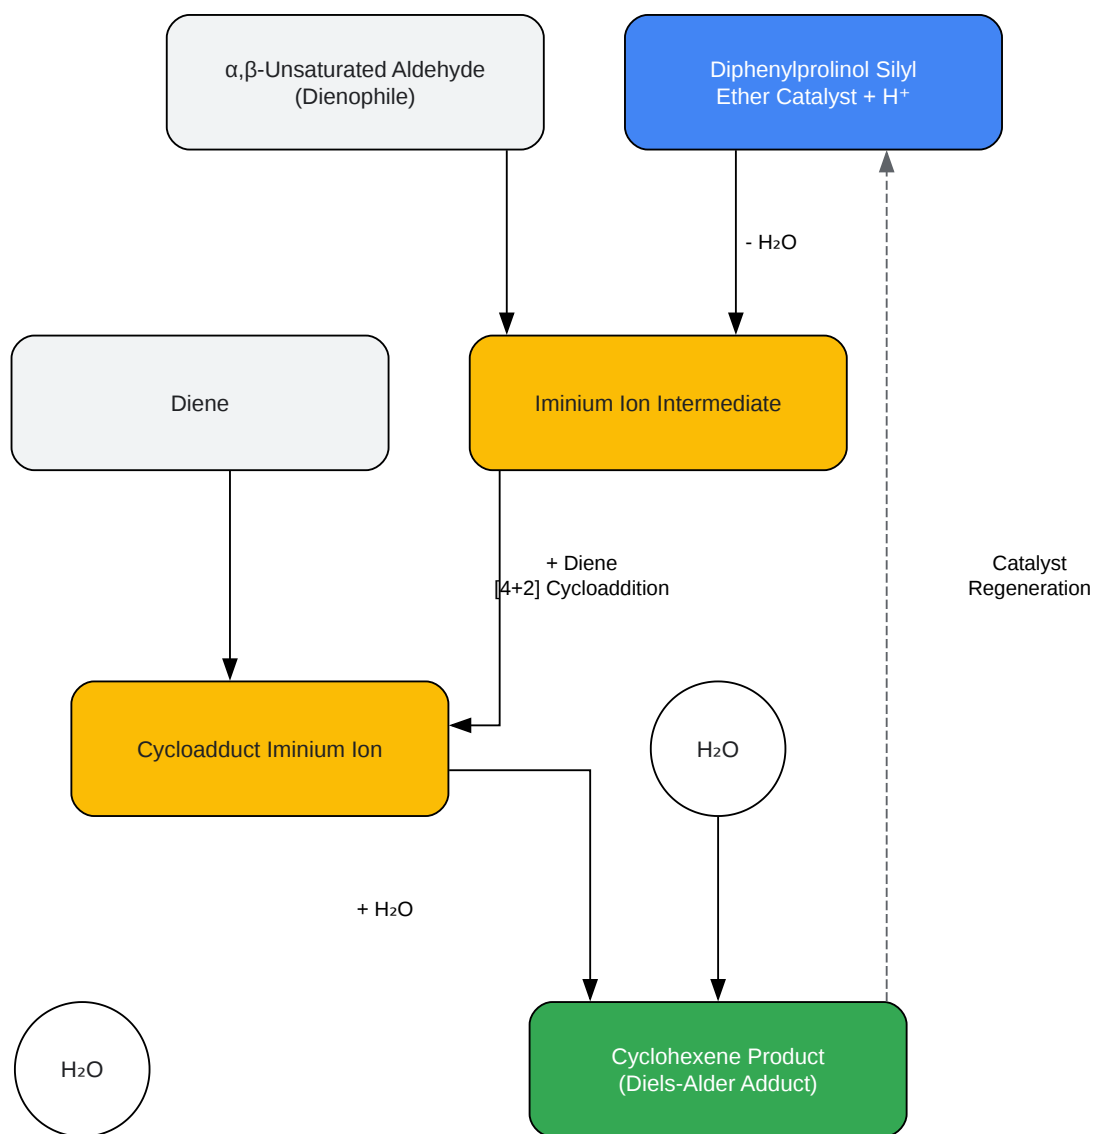 α,β-Unsaturated Aldehyde
(Dienophile)
Diphenylprolinol Silyl
Ether Catalyst + H⁺
- H₂O
Diene
Iminium Ion Intermediate
+ Diene
[4+2] Cycloaddition
Catalyst
Regeneration
Cycloadduct Iminium Ion
H₂O
+ H₂O
H₂O
Cyclohexene Product
(Diels-Alder Adduct)